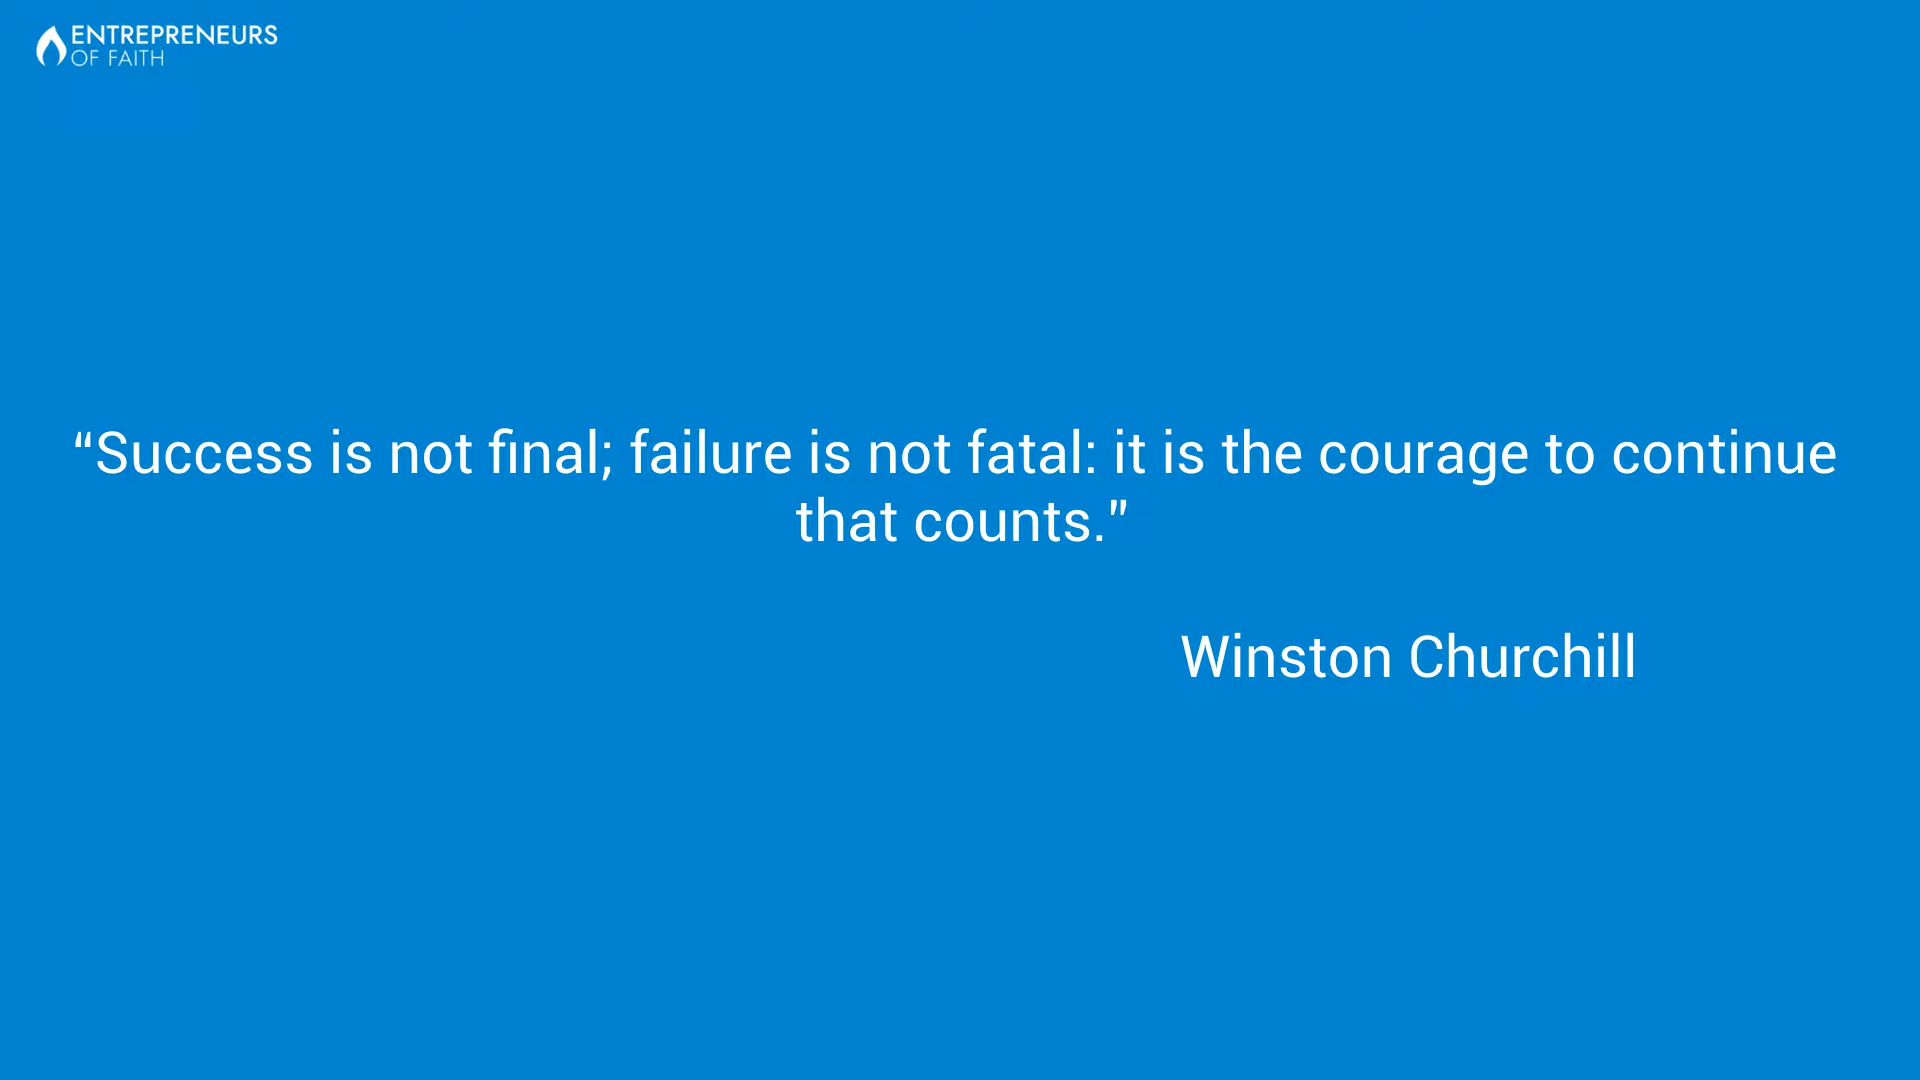 ENTREPRENEURS
OF FAITH
“Success is not final; failure is not fatal: it is the courage to continue
that counts.”
Winston Churchill